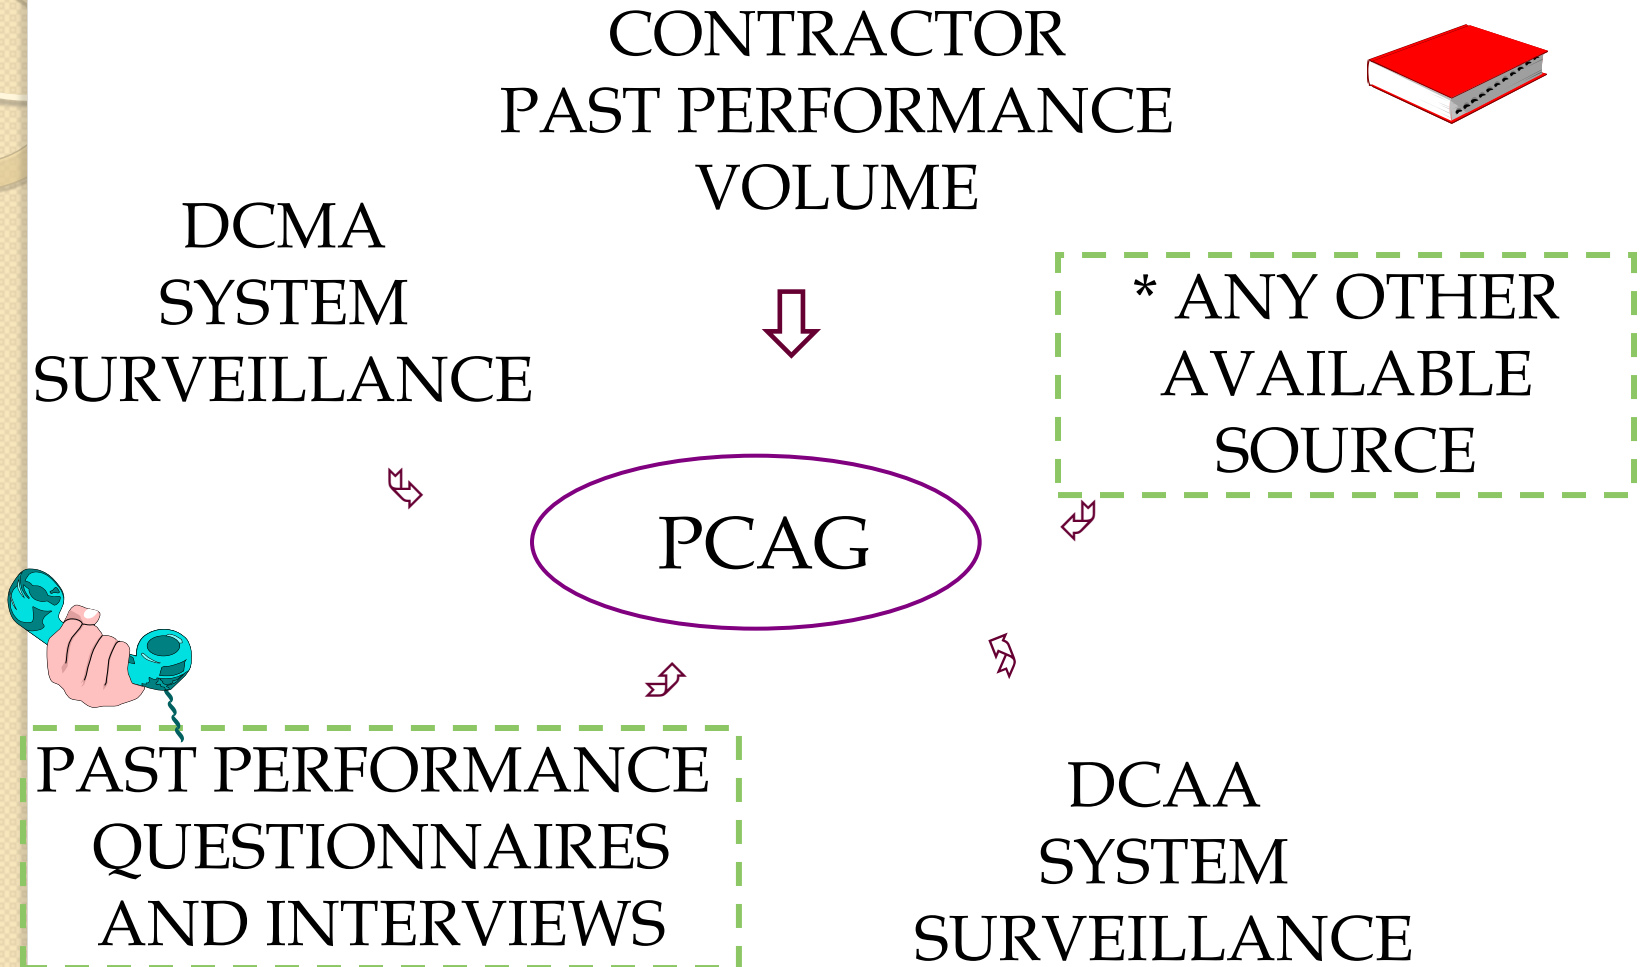 CONTRACTOR
PAST PERFORMANCE
VOLUME
DCMA
SYSTEM
SURVEILLANCE
* ANY OTHER
AVAILABLE
SOURCE
PCAG
PAST PERFORMANCE
QUESTIONNAIRES
AND INTERVIEWS
DCAA
SYSTEM
SURVEILLANCE